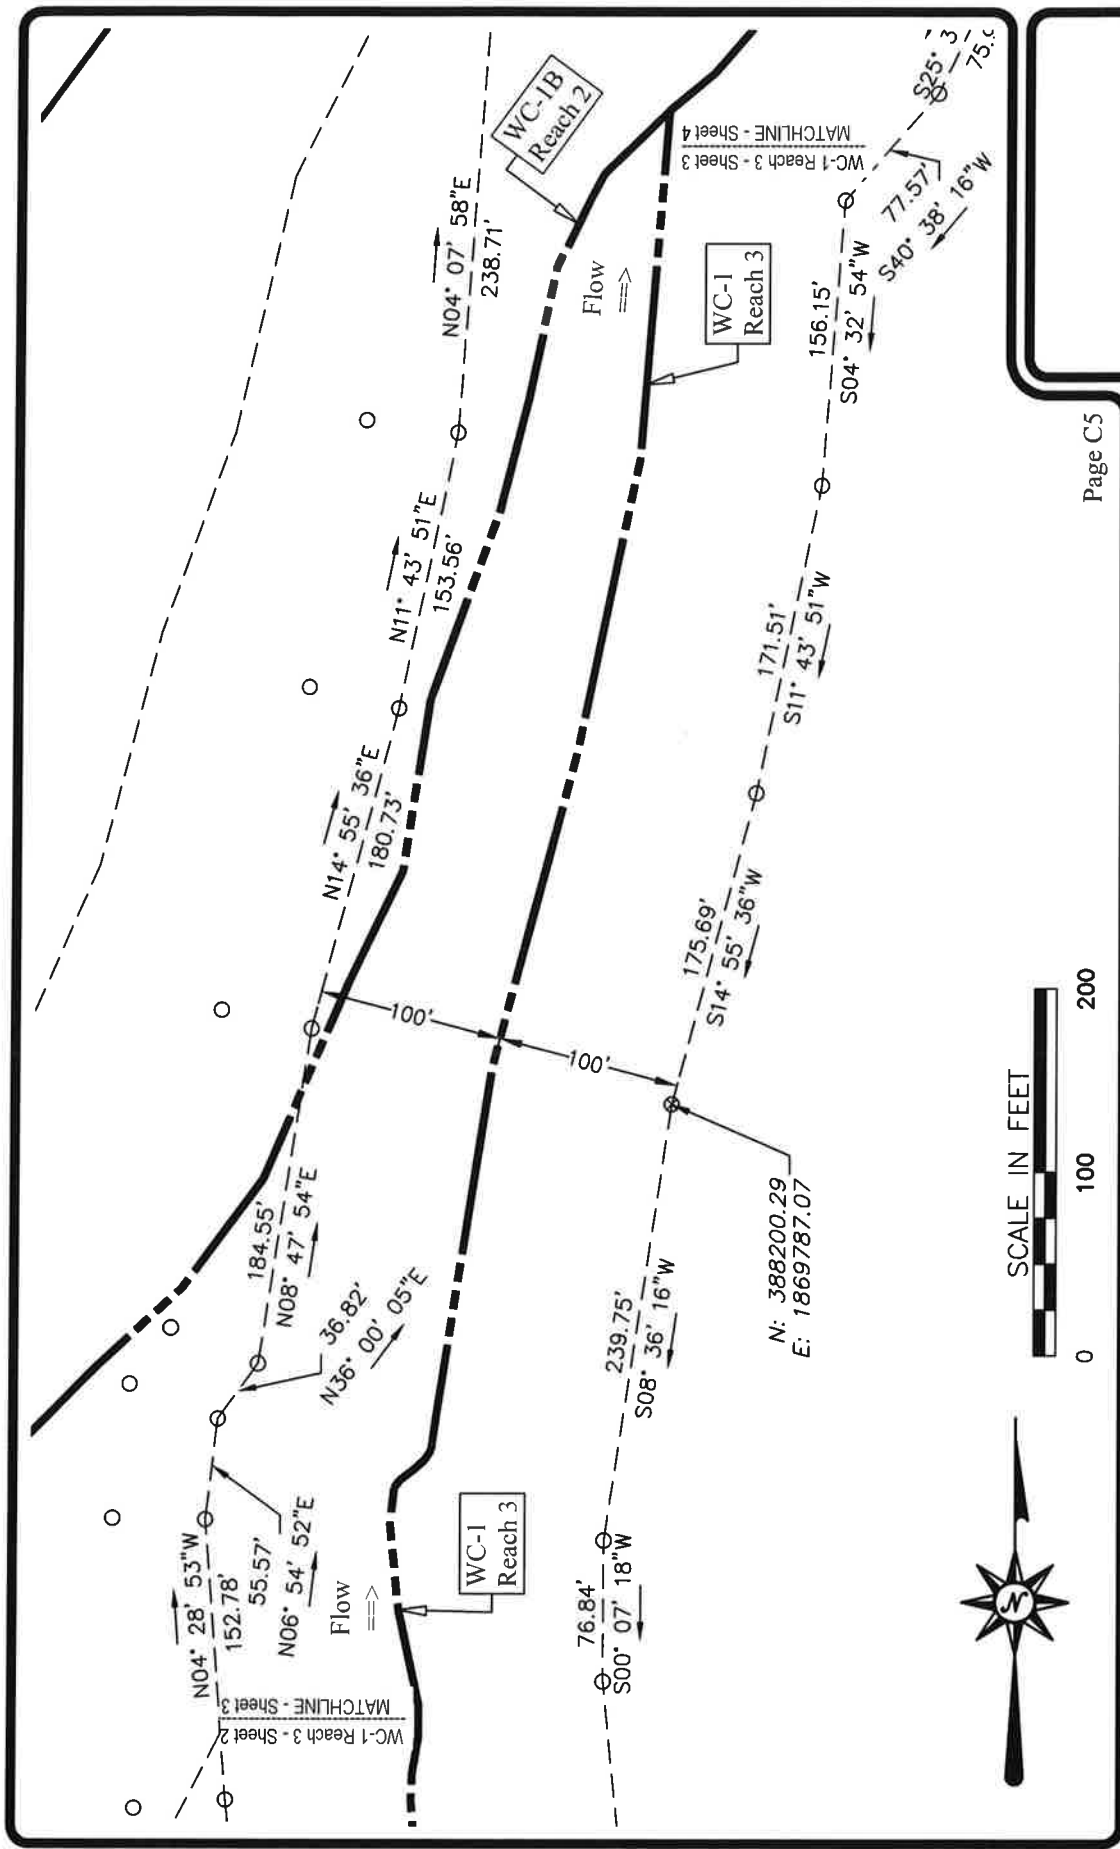 WC-1B
Reach 2
N04° 07' 58"E
238.71'
N11° 43' 51"E
153.56'
N14° 55' 36"E
180.73'
184.55'
N08° 47' 54"E
36.82'
N36° 00' 05"E
N04° 28' 53"W
152.78'
55.57'
N06° 54' 52"E
WC-1 Reach 3 - Sheet 2
MATCHLINE - Sheet 3
Flow
==>
WC-1
Reach 3
Flow
==>
WC-1
Reach 3
WC-1 Reach 3 - Sheet 3
MATCHLINE - Sheet 4
100'
100'
76.84'
S00° 07' 18"W
239.75'
S08° 36' 16"W
175.69'
S14° 55' 36"W
171.51'
S11° 43' 51"W
156.15'
S04° 32' 54"W
77.57'
S40° 38' 16"W
S25° 3
N: 388200.29
E: 1869787.07
N
SCALE IN FEET
0 100 200
Page C5